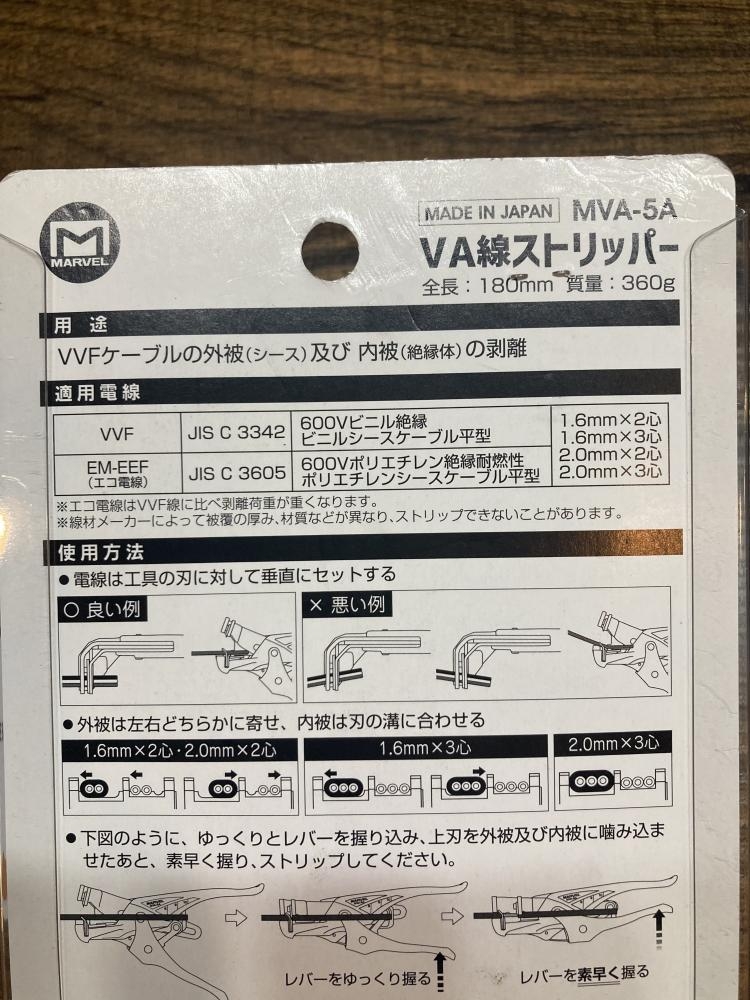 MARVEL
MADE IN JAPAN MVA-5A
VA線ストリッパー
全長：180mm 質量：360g
用 途
VVFケーブルの外被(シース)及び 内被(絶縁体)の剥離
適用電線
VVF JIS C 3342 600Vビニル絶縁
ビニルシースケーブル平型
EM-EEF
(エコ電線) JIS C 3605 600Vポリエチレン絶縁耐燃性
ポリエチレンシースケーブル平型
1.6mm×2心
1.6mm×3心
2.0mm×2心
2.0mm×3心
※エコ電線はVVF線に比べ剥離荷重が重くなります。
※線材メーカーによって被覆の厚み、材質などが異なり、ストリップできないことがあります。
使用方法
●電線は工具の刃に対して垂直にセットする
○ 良い例
× 悪い例
●外被は左右どちらかに寄せ、内被は刃の溝に合わせる
1.6mm×2心・2.0mm×2心
1.6mm×3心
2.0mm×3心
●下図のように、ゆっくりとレバーを握り込み、上刃を外被及び内被に噛み込ま
せたあと、素早く握り、ストリップしてください。
レバーをゆっくり握る
レバーを素早く握る